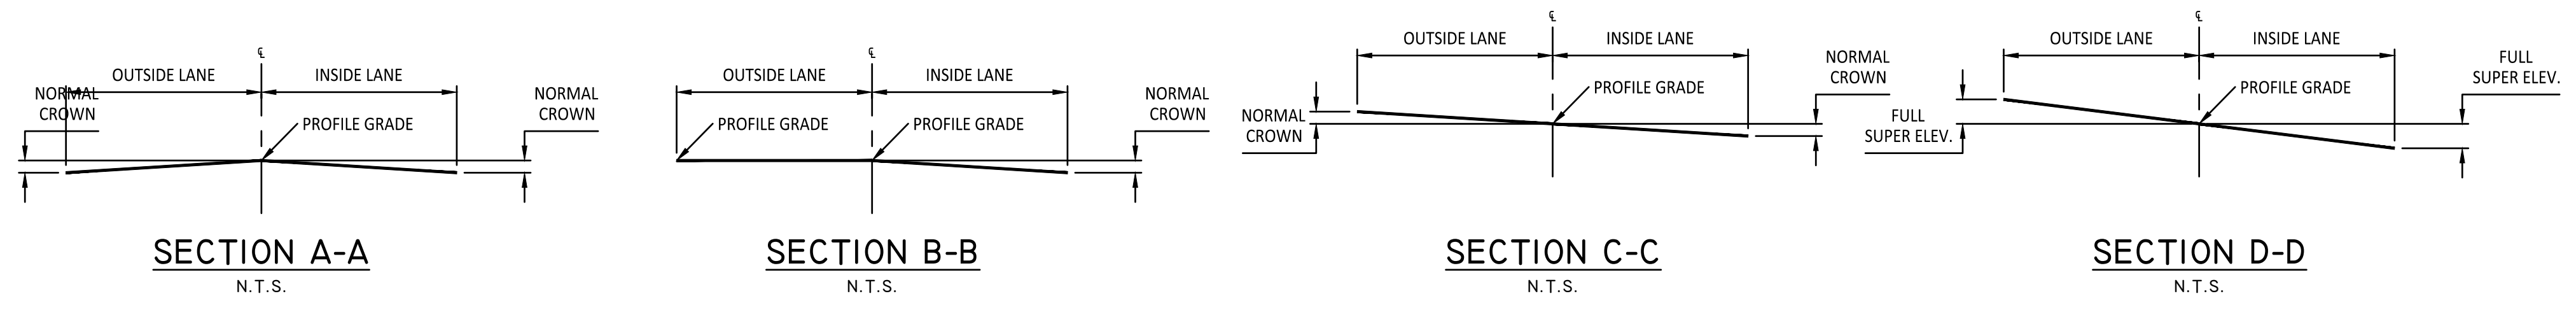 ℄
OUTSIDE LANE
INSIDE LANE
NORMAL
CROWN
NORMAL
CROWN
PROFILE GRADE
SECTION A-A
N.T.S.
℄
OUTSIDE LANE
INSIDE LANE
NORMAL
CROWN
PROFILE GRADE
PROFILE GRADE
SECTION B-B
N.T.S.
℄
OUTSIDE LANE
INSIDE LANE
NORMAL
CROWN
PROFILE GRADE
NORMAL
CROWN
SECTION C-C
N.T.S.
℄
OUTSIDE LANE
INSIDE LANE
FULL
SUPER ELEV.
PROFILE GRADE
FULL
SUPER ELEV.
SECTION D-D
N.T.S.